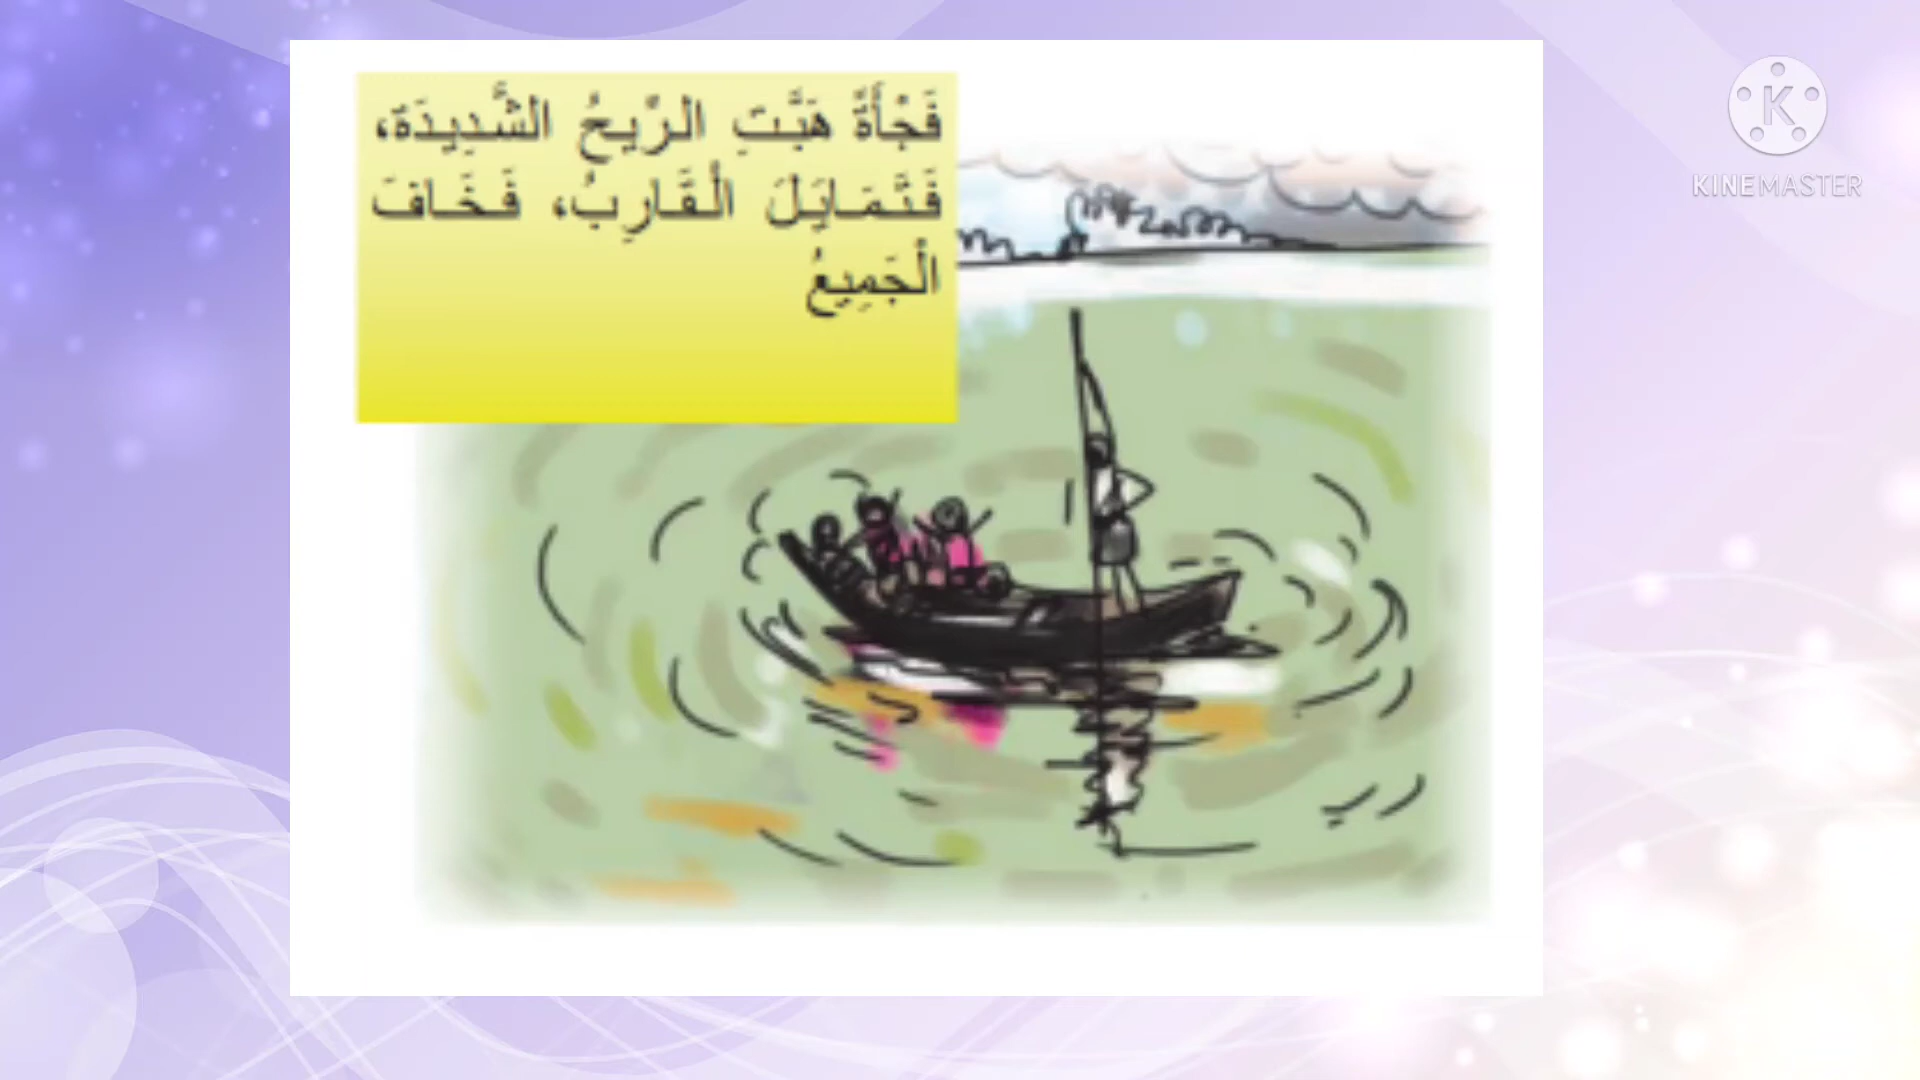 فَجْأَةً هَبَّتِ الرِّيحُ الشَّدِيدَة،
فَتَمَايَلَ الْقَارِبُ، فَخَافَ
الْجَمِيعُ
KINEMASTER